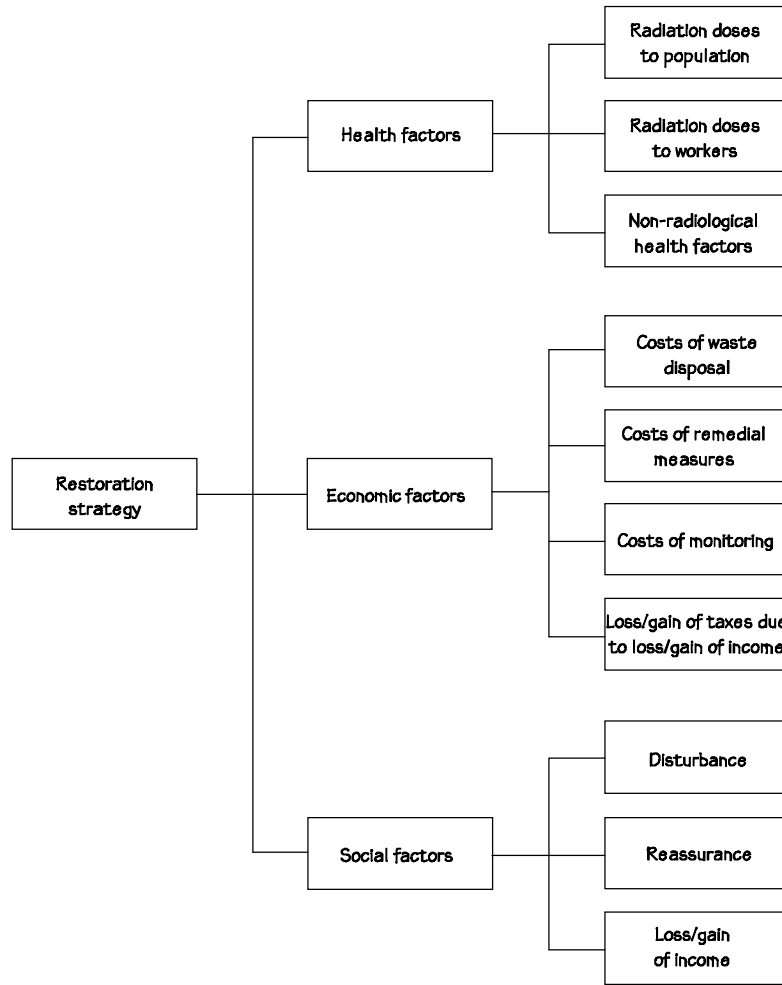 Restoration
strategy
Health factors
Radiation doses
to population
Radiation doses
to workers
Non-radiological
health factors
Economic factors
Costs of waste
disposal
Costs of remedial
measures
Costs of monitoring
Loss/gain of taxes due
to loss/gain of income
Social factors
Disturbance
Reassurance
Loss/gain
of income